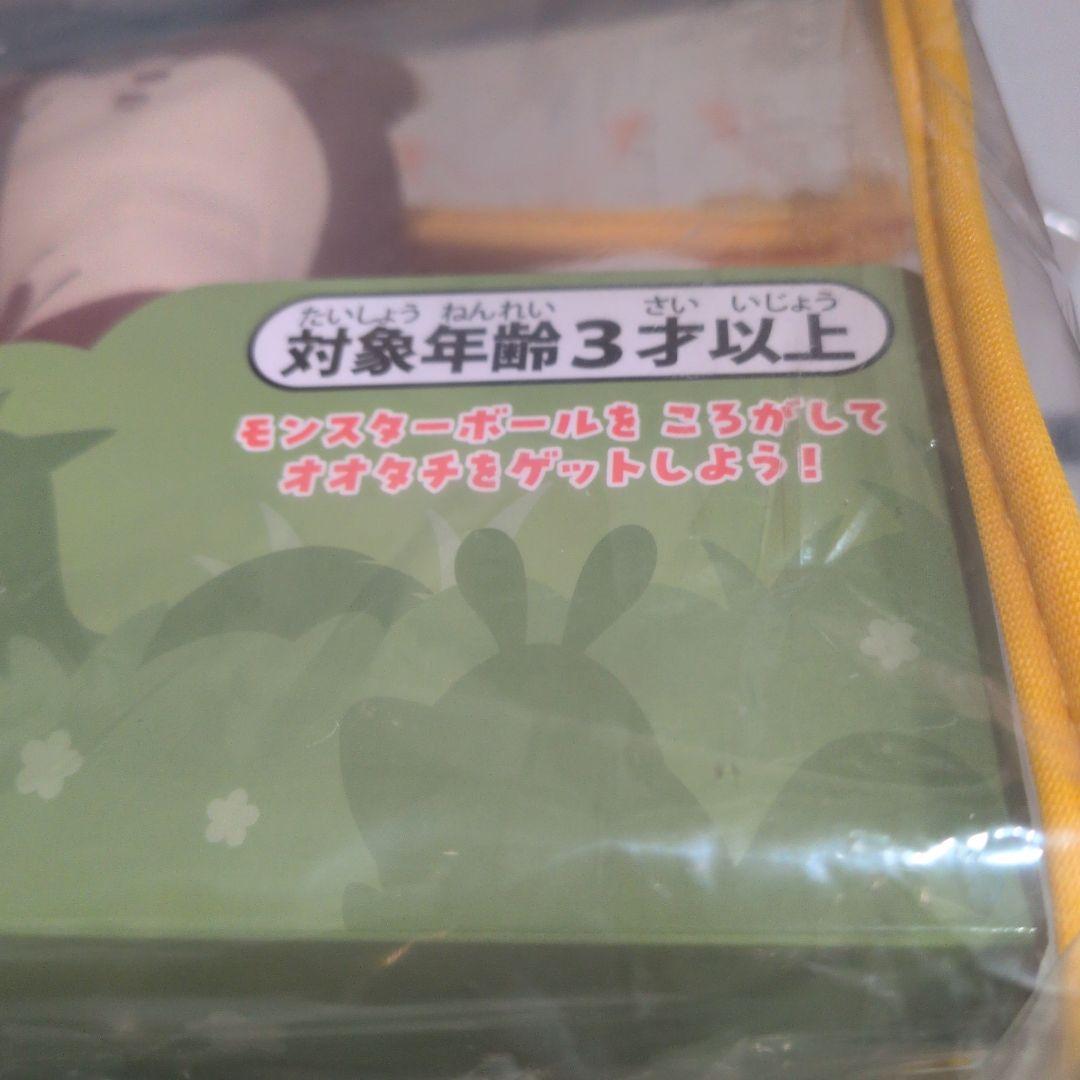 たいしょう ねんれい さい いじょう
対象年齢3才以上
モンスターボールを ころがして
オオタチをゲットしよう!